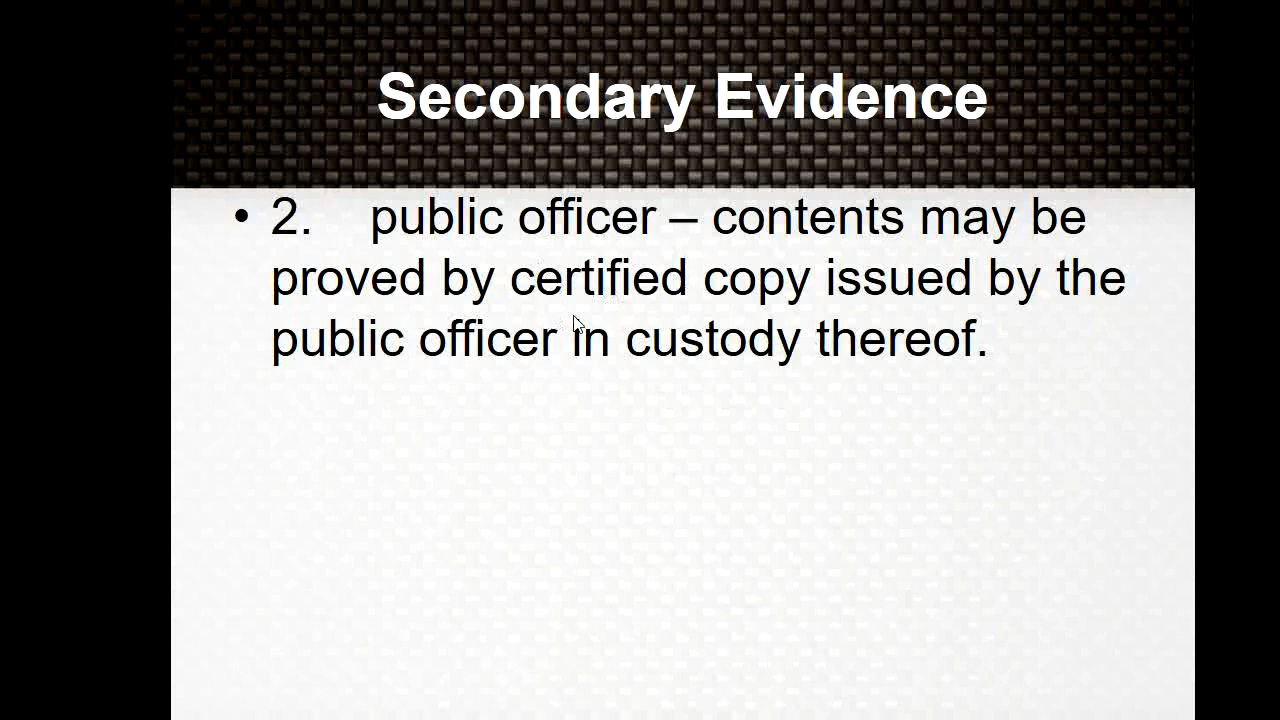 Secondary Evidence
• 2. public officer – contents may be
proved by certified copy issued by the
public officer in custody thereof.